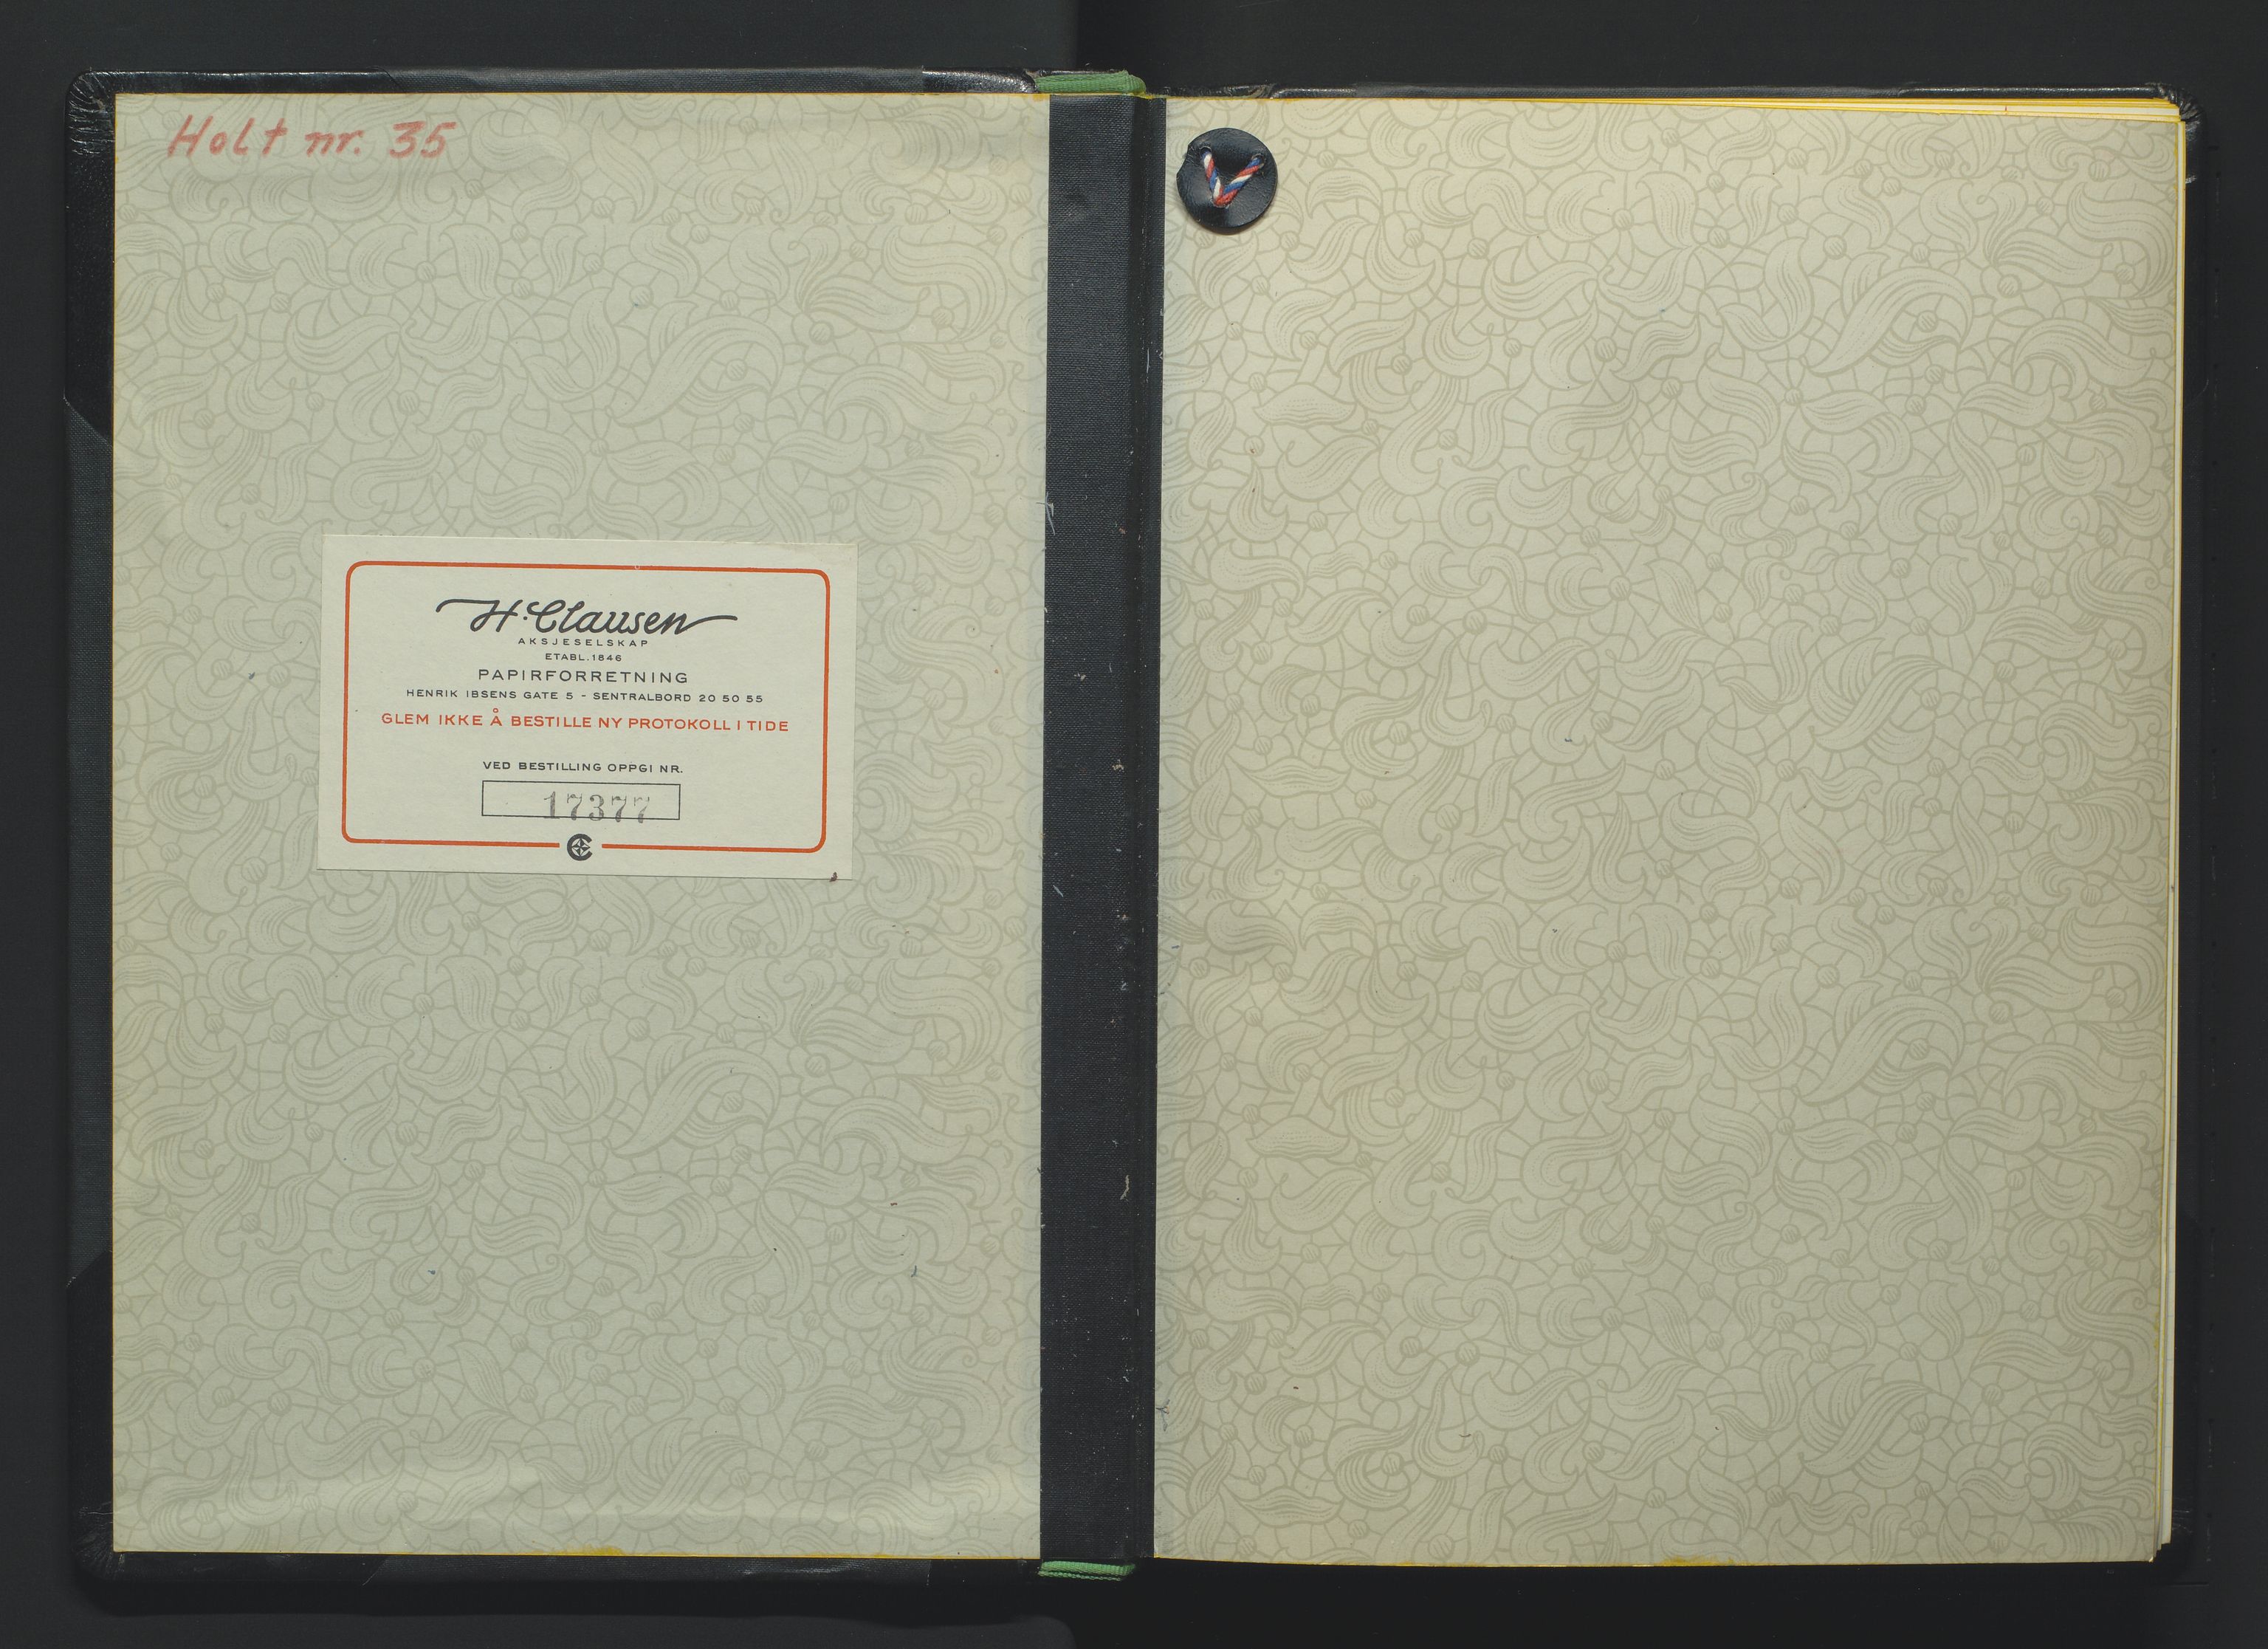 Holt nr. 35
H. Clausen
AKSJESELSKAP
ETABL. 1846
PAPIRFORRETNING
HENRIK IBSENS GATE 5 - SENTRALBORD 20 50 55
GLEM IKKE Å BESTILLE NY PROTOKOLL I TIDE
VED BESTILLING OPPGI NR.
17377